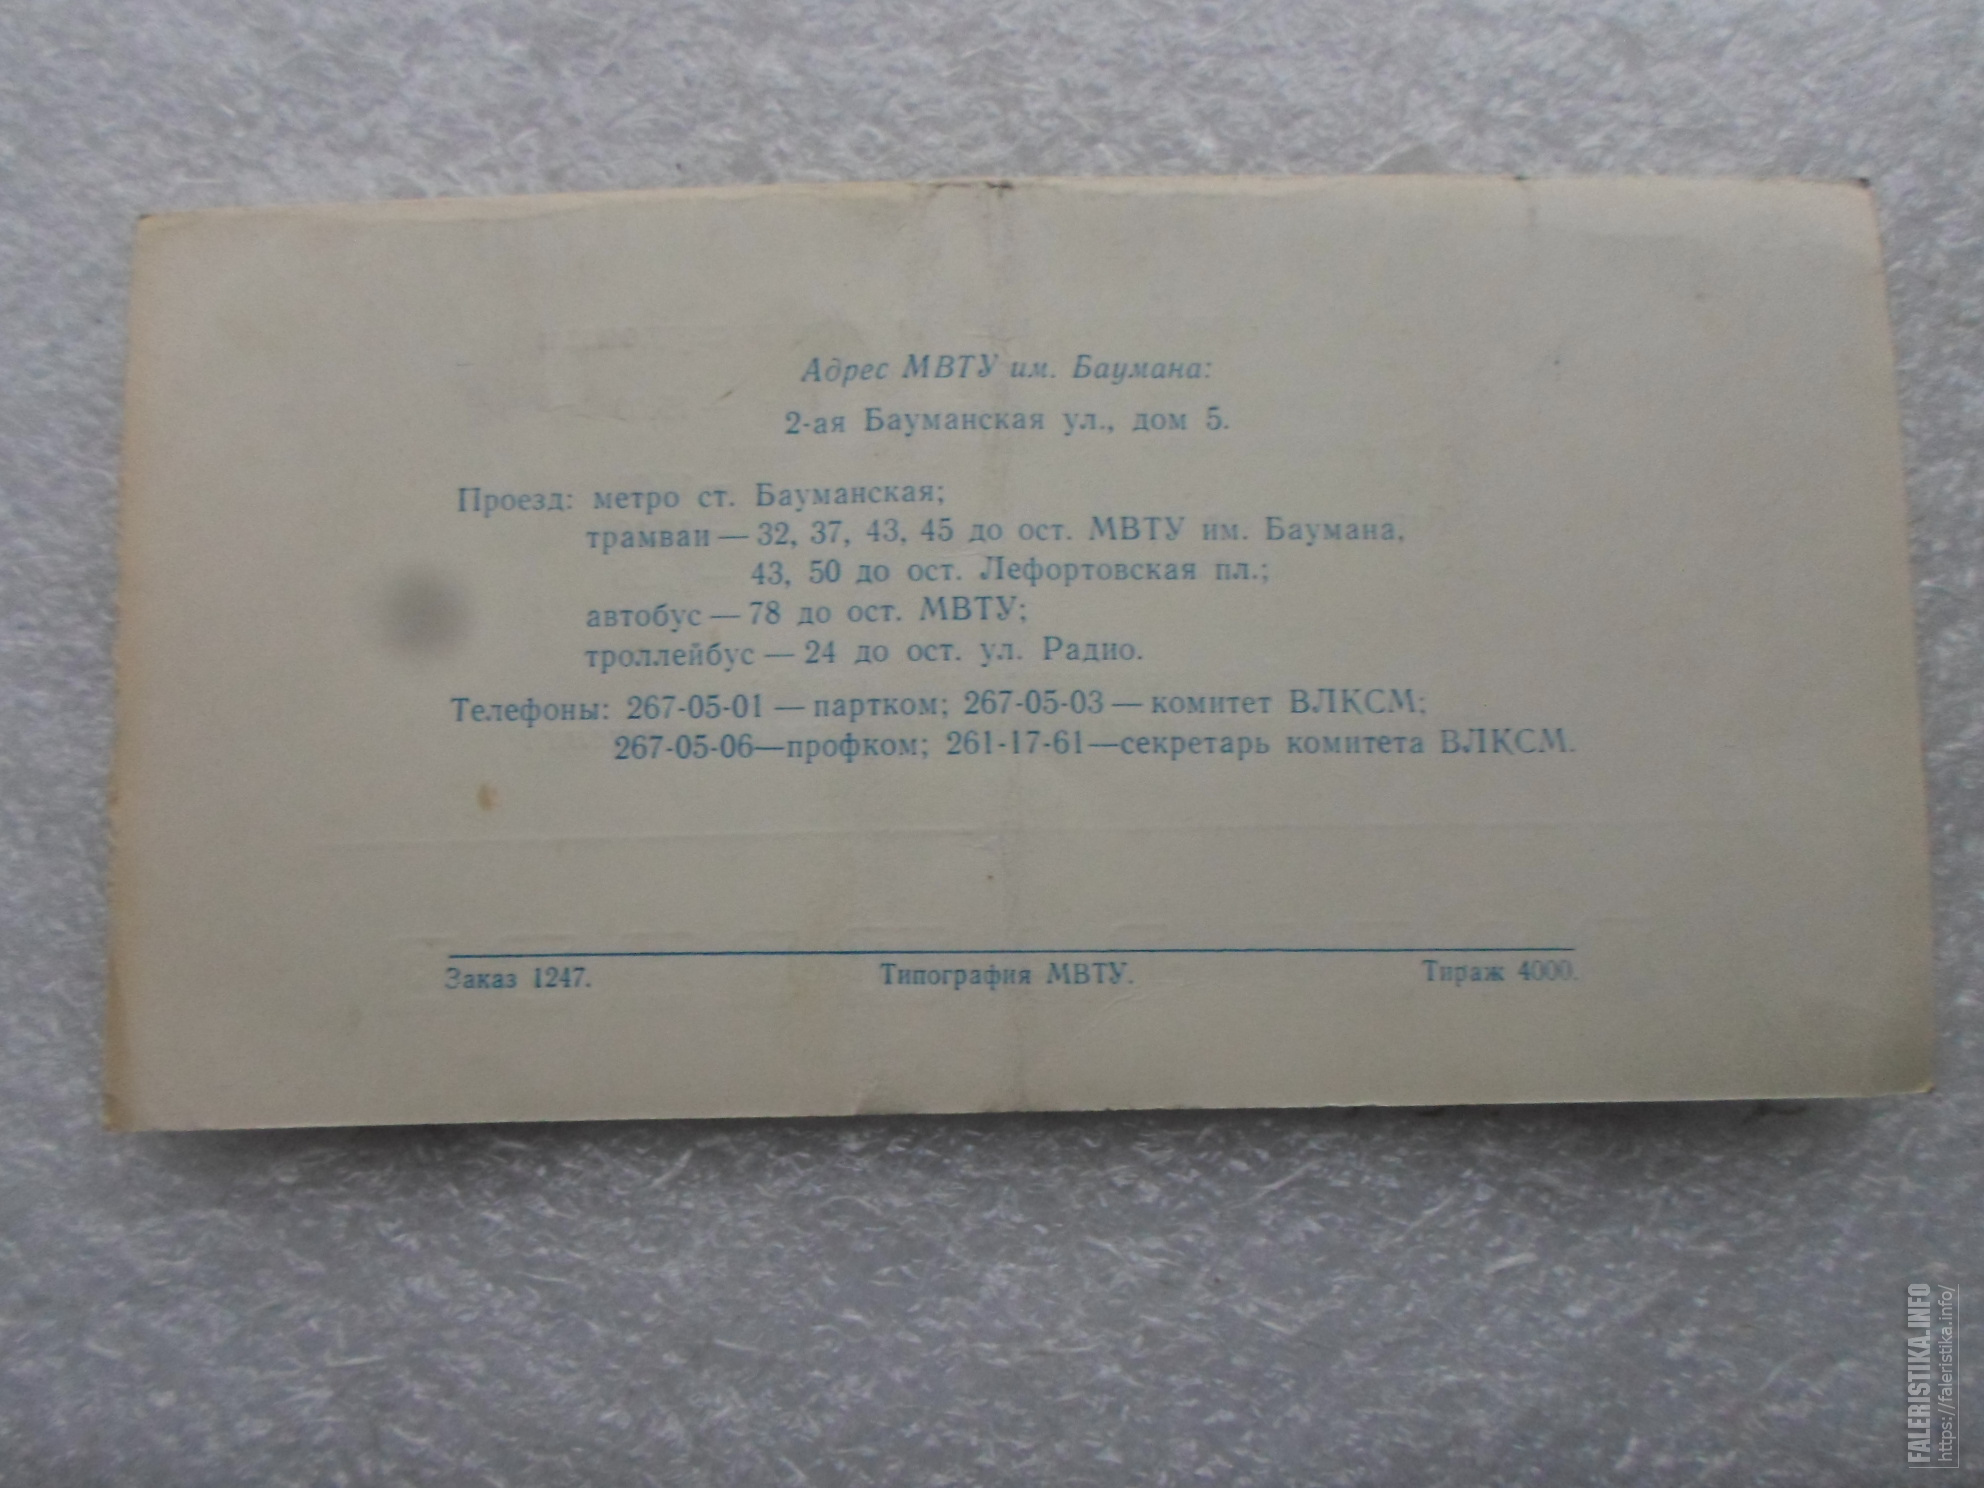 Адрес МВТУ им. Баумана:
2-ая Бауманская ул., дом 5.
Проезд: метро ст. Бауманская;
трамваи — 32, 37, 43, 45 до ост. МВТУ им. Баумана,
43, 50 до ост. Лефортовская пл.;
автобус — 78 до ост. МВТУ;
троллейбус — 24 до ост. ул. Радио.
Телефоны: 267-05-01 — партком; 267-05-03 — комитет ВЛКСМ;
267-05-06—профком; 261-17-61—секретарь комитета ВЛКСМ.
Заказ 1247. Типография МВТУ. Тираж 4000.
FALERISTIKA.INFO
https://faleristika.info/